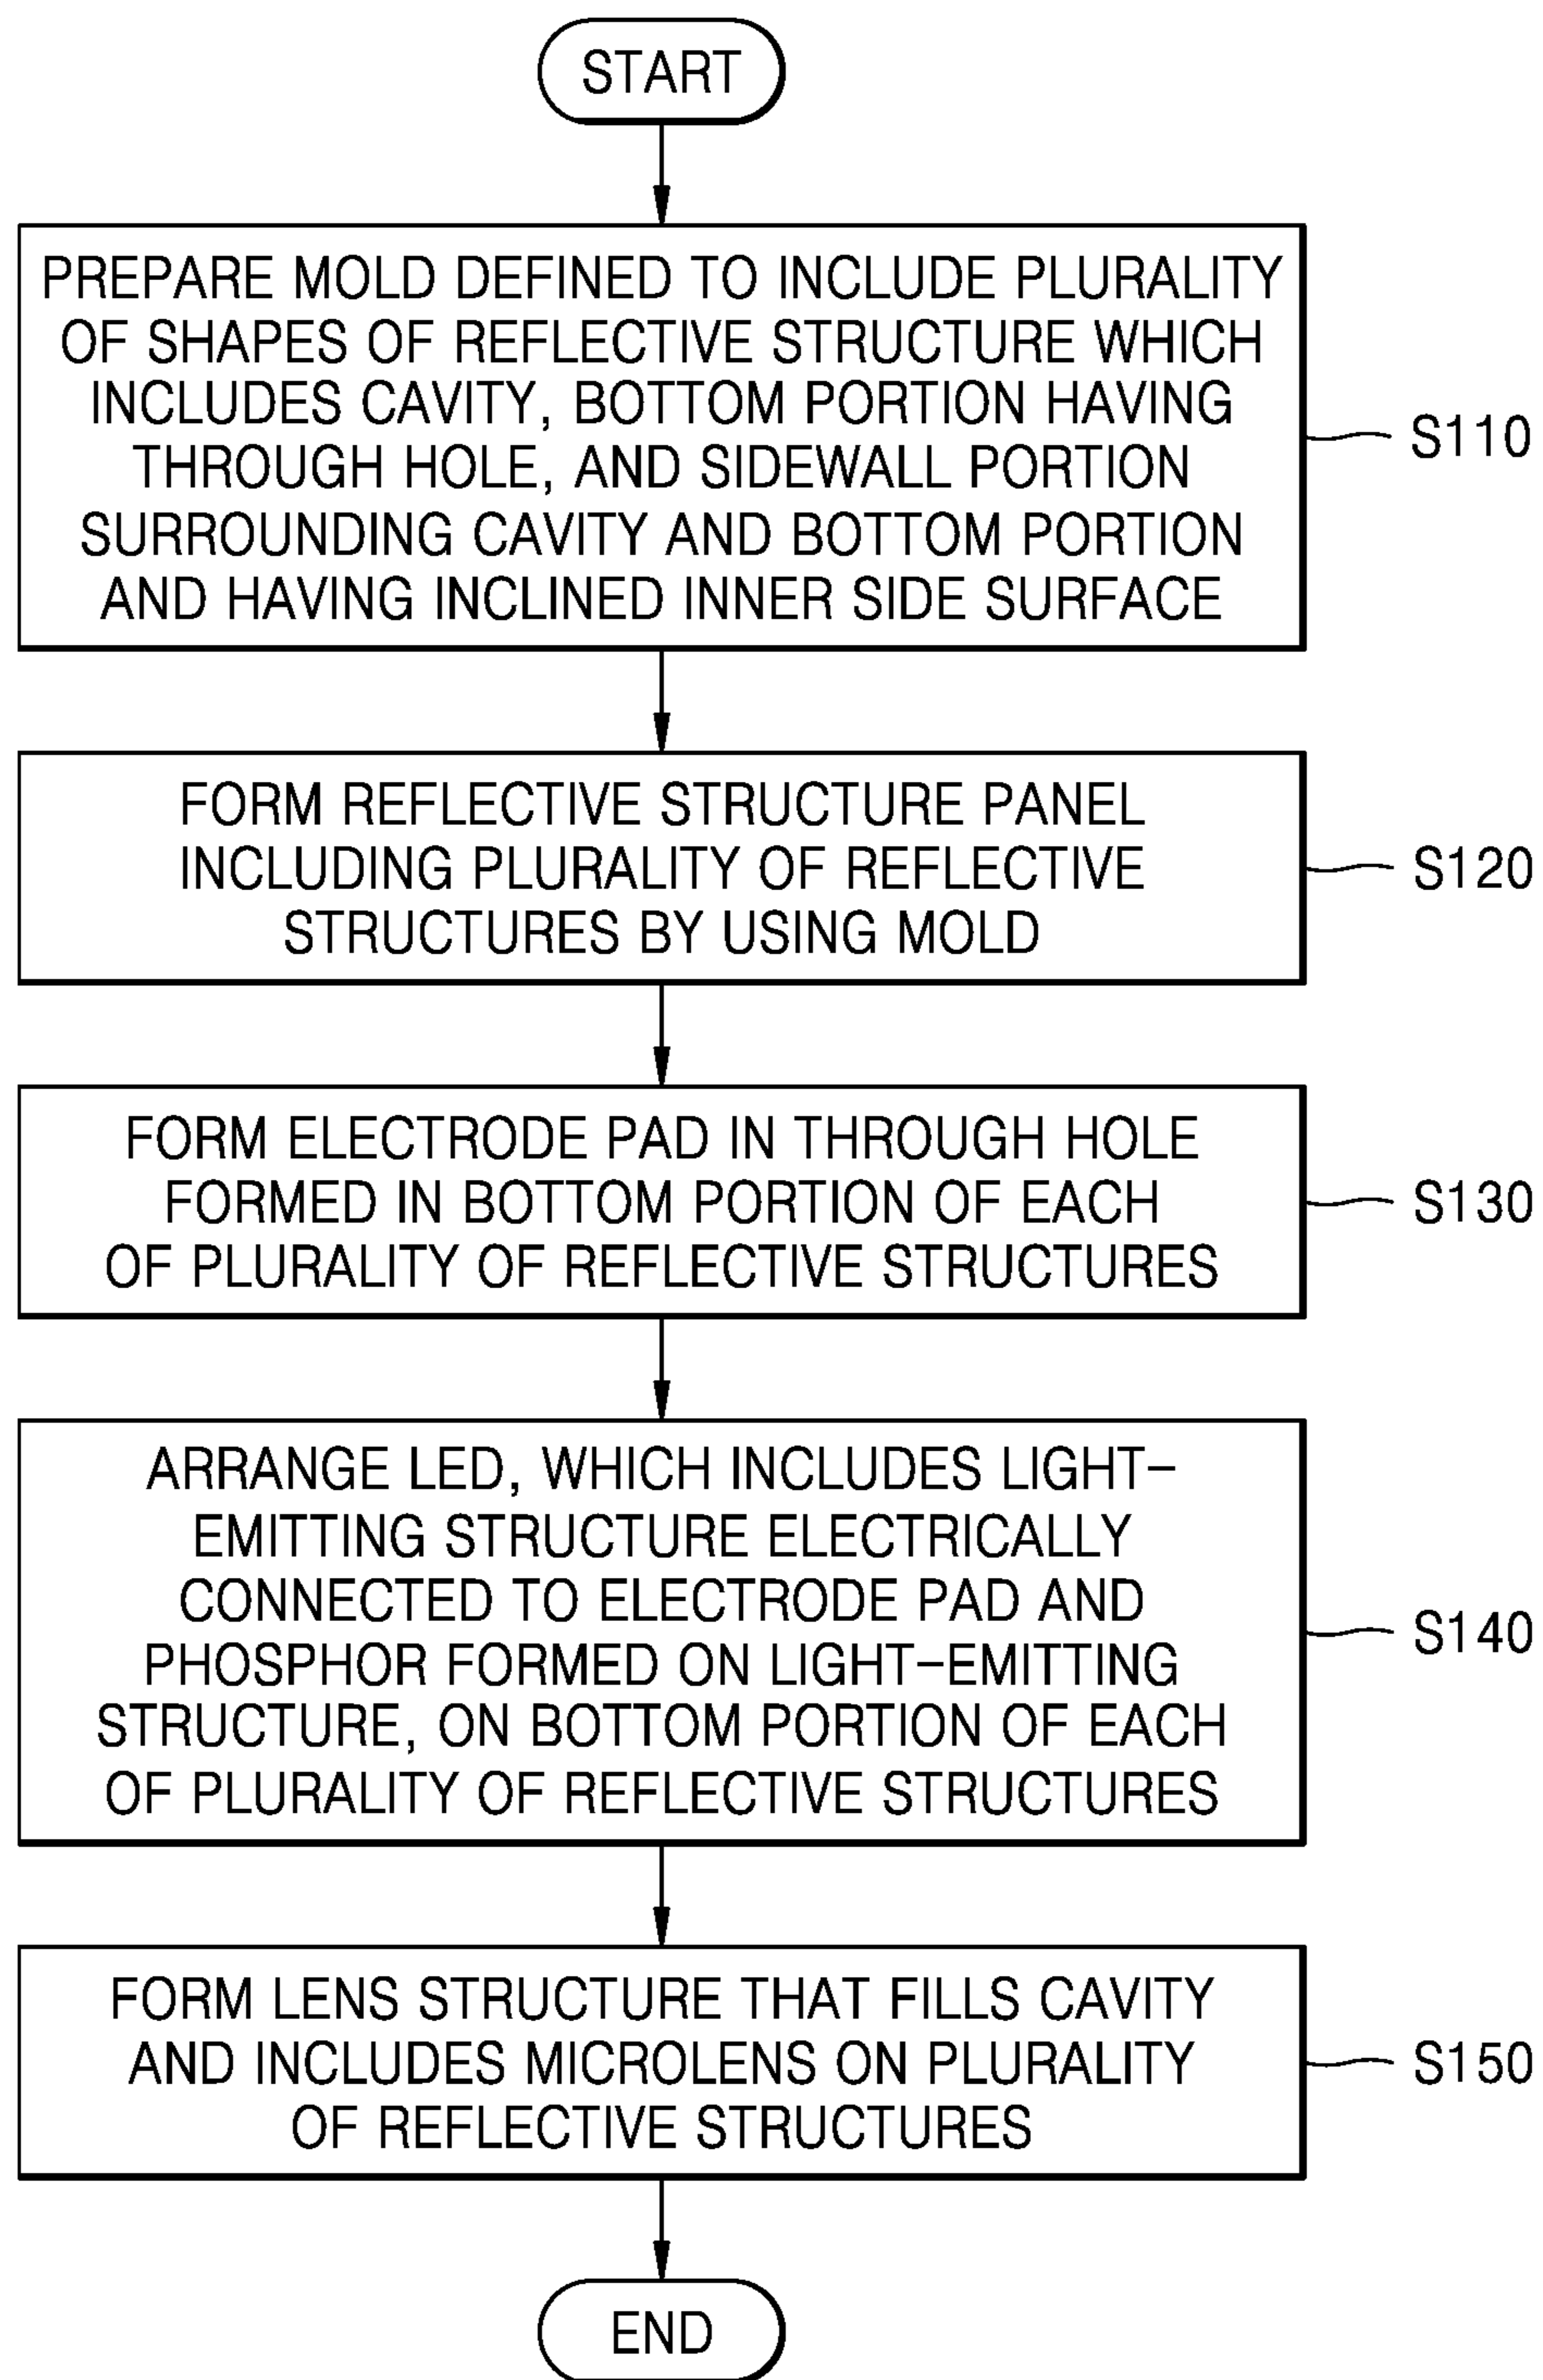 START
PREPARE MOLD DEFINED TO INCLUDE PLURALITY
OF SHAPES OF REFLECTIVE STRUCTURE WHICH
INCLUDES CAVITY, BOTTOM PORTION HAVING
THROUGH HOLE, AND SIDEWALL PORTION
SURROUNDING CAVITY AND BOTTOM PORTION
AND HAVING INCLINED INNER SIDE SURFACE
S110
FORM REFLECTIVE STRUCTURE PANEL
INCLUDING PLURALITY OF REFLECTIVE
STRUCTURES BY USING MOLD
S120
FORM ELECTRODE PAD IN THROUGH HOLE
FORMED IN BOTTOM PORTION OF EACH
OF PLURALITY OF REFLECTIVE STRUCTURES
S130
ARRANGE LED, WHICH INCLUDES LIGHT-
EMITTING STRUCTURE ELECTRICALLY
CONNECTED TO ELECTRODE PAD AND
PHOSPHOR FORMED ON LIGHT-EMITTING
STRUCTURE, ON BOTTOM PORTION OF EACH
OF PLURALITY OF REFLECTIVE STRUCTURES
S140
FORM LENS STRUCTURE THAT FILLS CAVITY
AND INCLUDES MICROLENS ON PLURALITY
OF REFLECTIVE STRUCTURES
S150
END